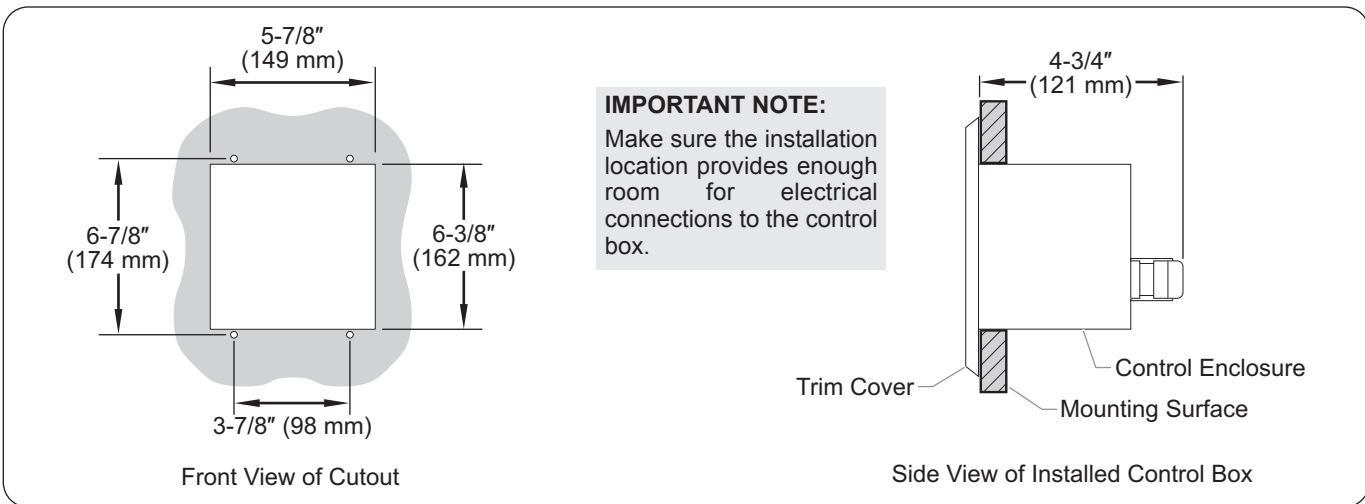 5-7/8″
(149 mm)
6-7/8″
(174 mm)
6-3/8″
(162 mm)
3-7/8″ (98 mm)
Front View of Cutout
IMPORTANT NOTE:
Make sure the installation
location provides enough
room for electrical
connections to the control
box.
4-3/4″
(121 mm)
Trim Cover
Control Enclosure
Mounting Surface
Side View of Installed Control Box